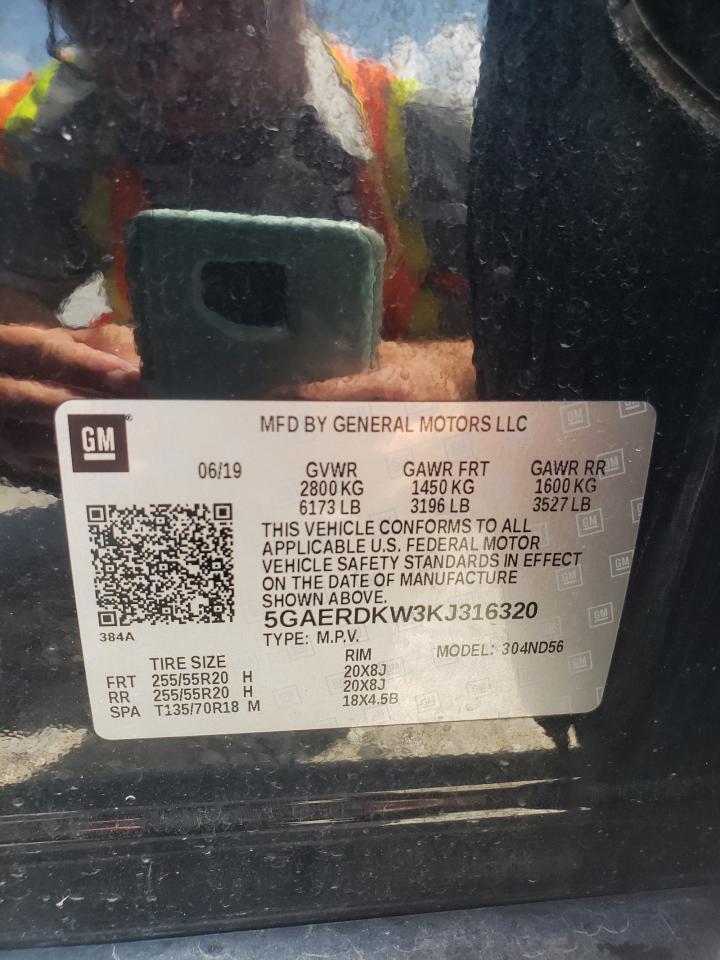 GM
MFD BY GENERAL MOTORS LLC
06/19 GVWR GAWR FRT GAWR RR
2800 KG 1450 KG 1600 KG
6173 LB 3196 LB 3527 LB
THIS VEHICLE CONFORMS TO ALL
APPLICABLE U.S. FEDERAL MOTOR
VEHICLE SAFETY STANDARDS IN EFFECT
ON THE DATE OF MANUFACTURE
SHOWN ABOVE.
5GAERDKW3KJ316320
384A
TYPE: M.P.V. MODEL: 304ND56
TIRE SIZE RIM
FRT 255/55R20 H 20X8J
RR 255/55R20 H 20X8J
SPA T135/70R18 M 18X4.5B